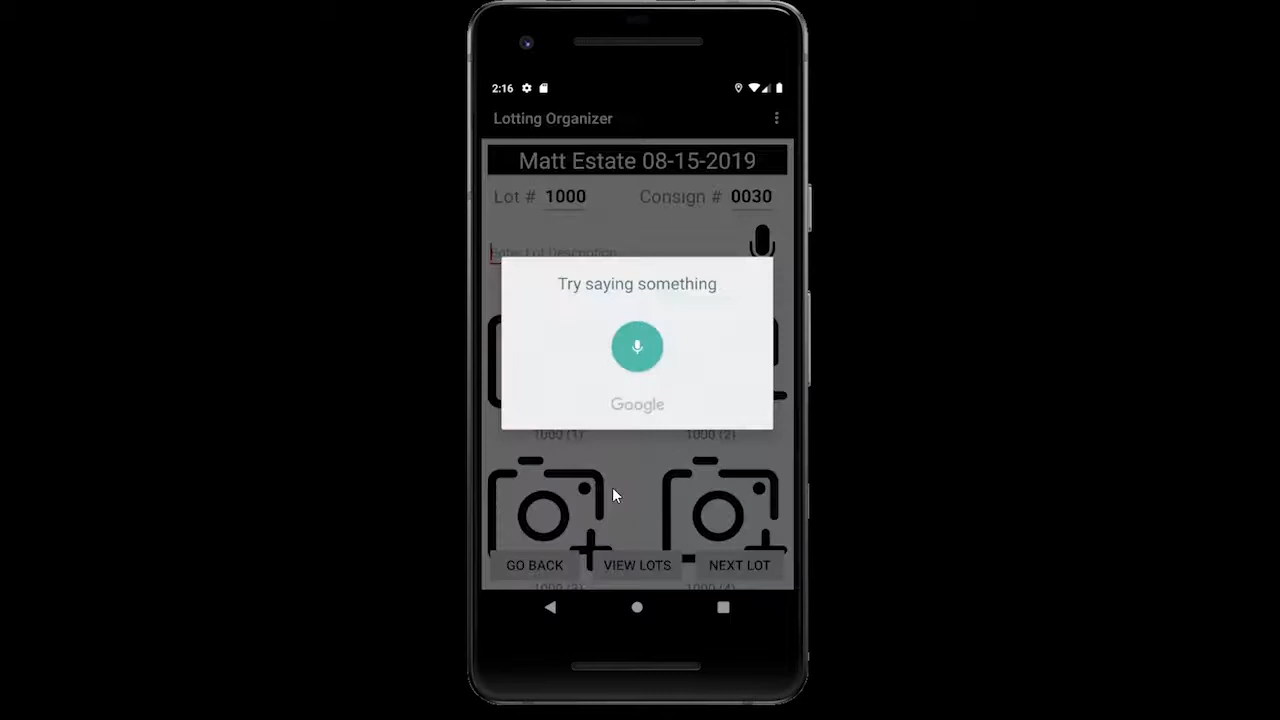 2:16
Lotting Organizer
Matt Estate 08-15-2019
Lot # 1000 Consign # 0030
Enter Lot Description
Try saying something
Google
1000 (1) 1000 (2)
GO BACK VIEW LOTS NEXT LOT
1000 (3) 1000 (4)